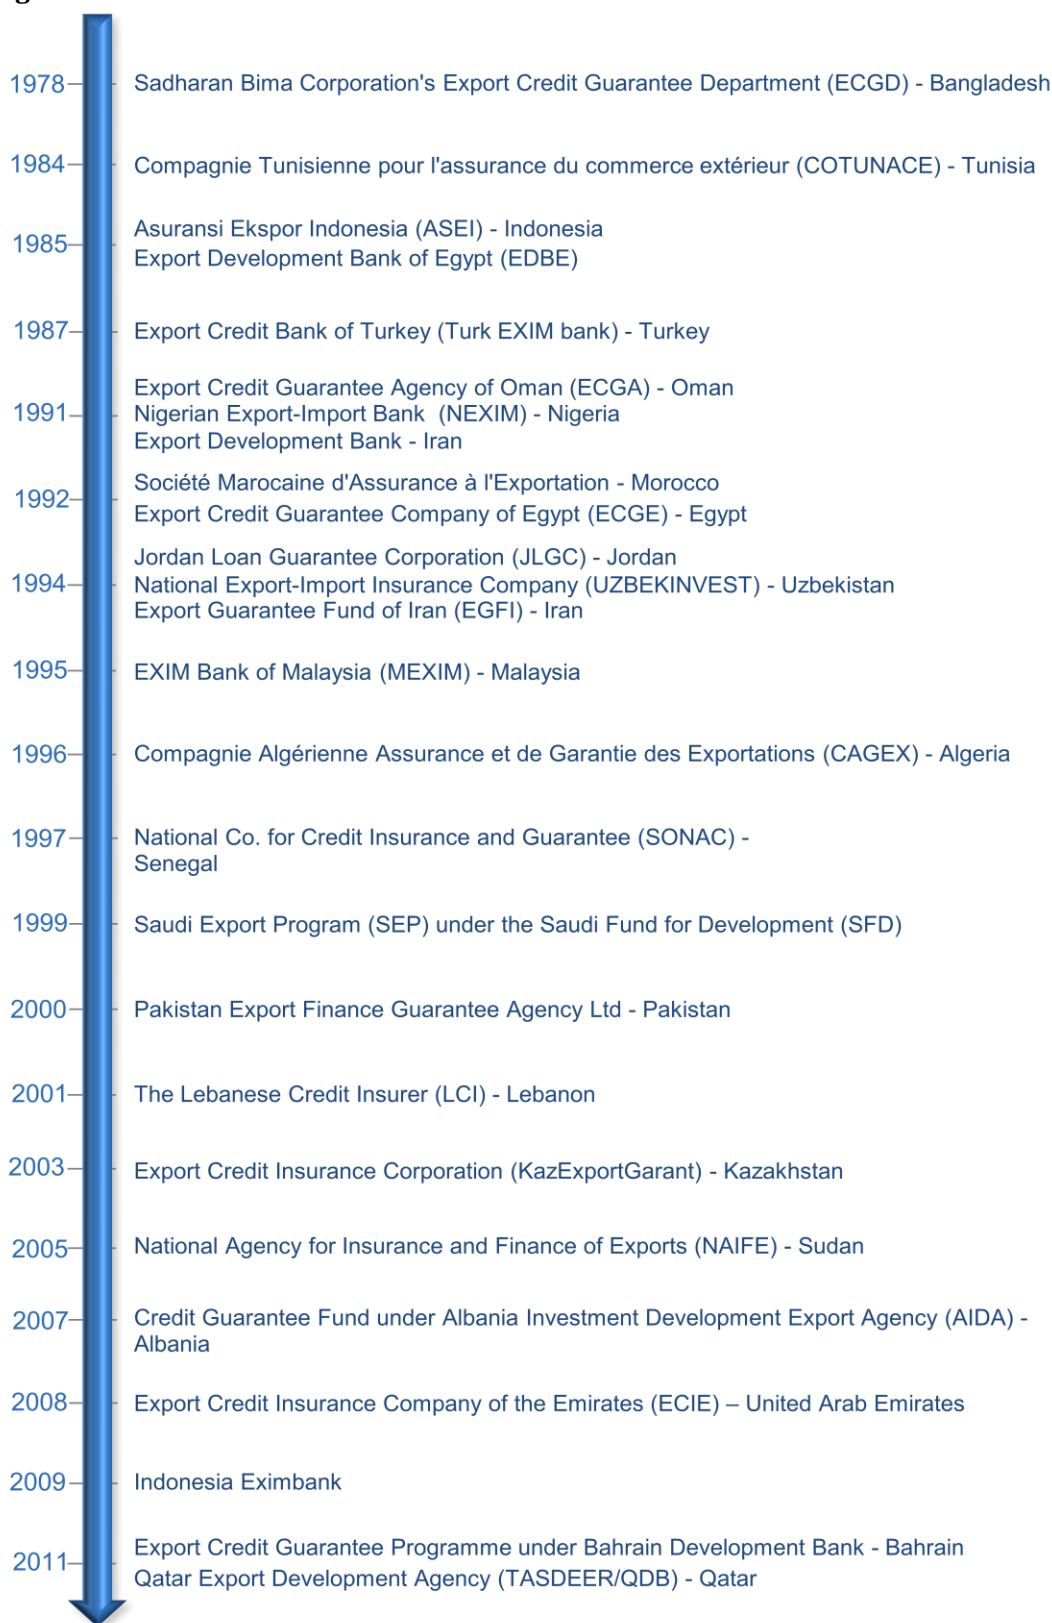 1978
Sadharan Bima Corporation's Export Credit Guarantee Department (ECGD) - Bangladesh
1984
Compagnie Tunisienne pour l'assurance du commerce extérieur (COTUNACE) - Tunisia
1985
Asuransi Ekspor Indonesia (ASEI) - Indonesia
Export Development Bank of Egypt (EDBE)
1987
Export Credit Bank of Turkey (Turk EXIM bank) - Turkey
1991
Export Credit Guarantee Agency of Oman (ECGA) - Oman
Nigerian Export-Import Bank (NEXIM) - Nigeria
Export Development Bank - Iran
1992
Société Marocaine d'Assurance à l'Exportation - Morocco
Export Credit Guarantee Company of Egypt (ECGE) - Egypt
1994
Jordan Loan Guarantee Corporation (JLGC) - Jordan
National Export-Import Insurance Company (UZBEKINVEST) - Uzbekistan
Export Guarantee Fund of Iran (EGFI) - Iran
1995
EXIM Bank of Malaysia (MEXIM) - Malaysia
1996
Compagnie Algérienne Assurance et de Garantie des Exportations (CAGEX) - Algeria
1997
National Co. for Credit Insurance and Guarantee (SONAC) -
Senegal
1999
Saudi Export Program (SEP) under the Saudi Fund for Development (SFD)
2000
Pakistan Export Finance Guarantee Agency Ltd - Pakistan
2001
The Lebanese Credit Insurer (LCI) - Lebanon
2003
Export Credit Insurance Corporation (KazExportGarant) - Kazakhstan
2005
National Agency for Insurance and Finance of Exports (NAIFE) - Sudan
2007
Credit Guarantee Fund under Albania Investment Development Export Agency (AIDA) -
Albania
2008
Export Credit Insurance Company of the Emirates (ECIE) – United Arab Emirates
2009
Indonesia Eximbank
2011
Export Credit Guarantee Programme under Bahrain Development Bank - Bahrain
Qatar Export Development Agency (TASDEER/QDB) - Qatar